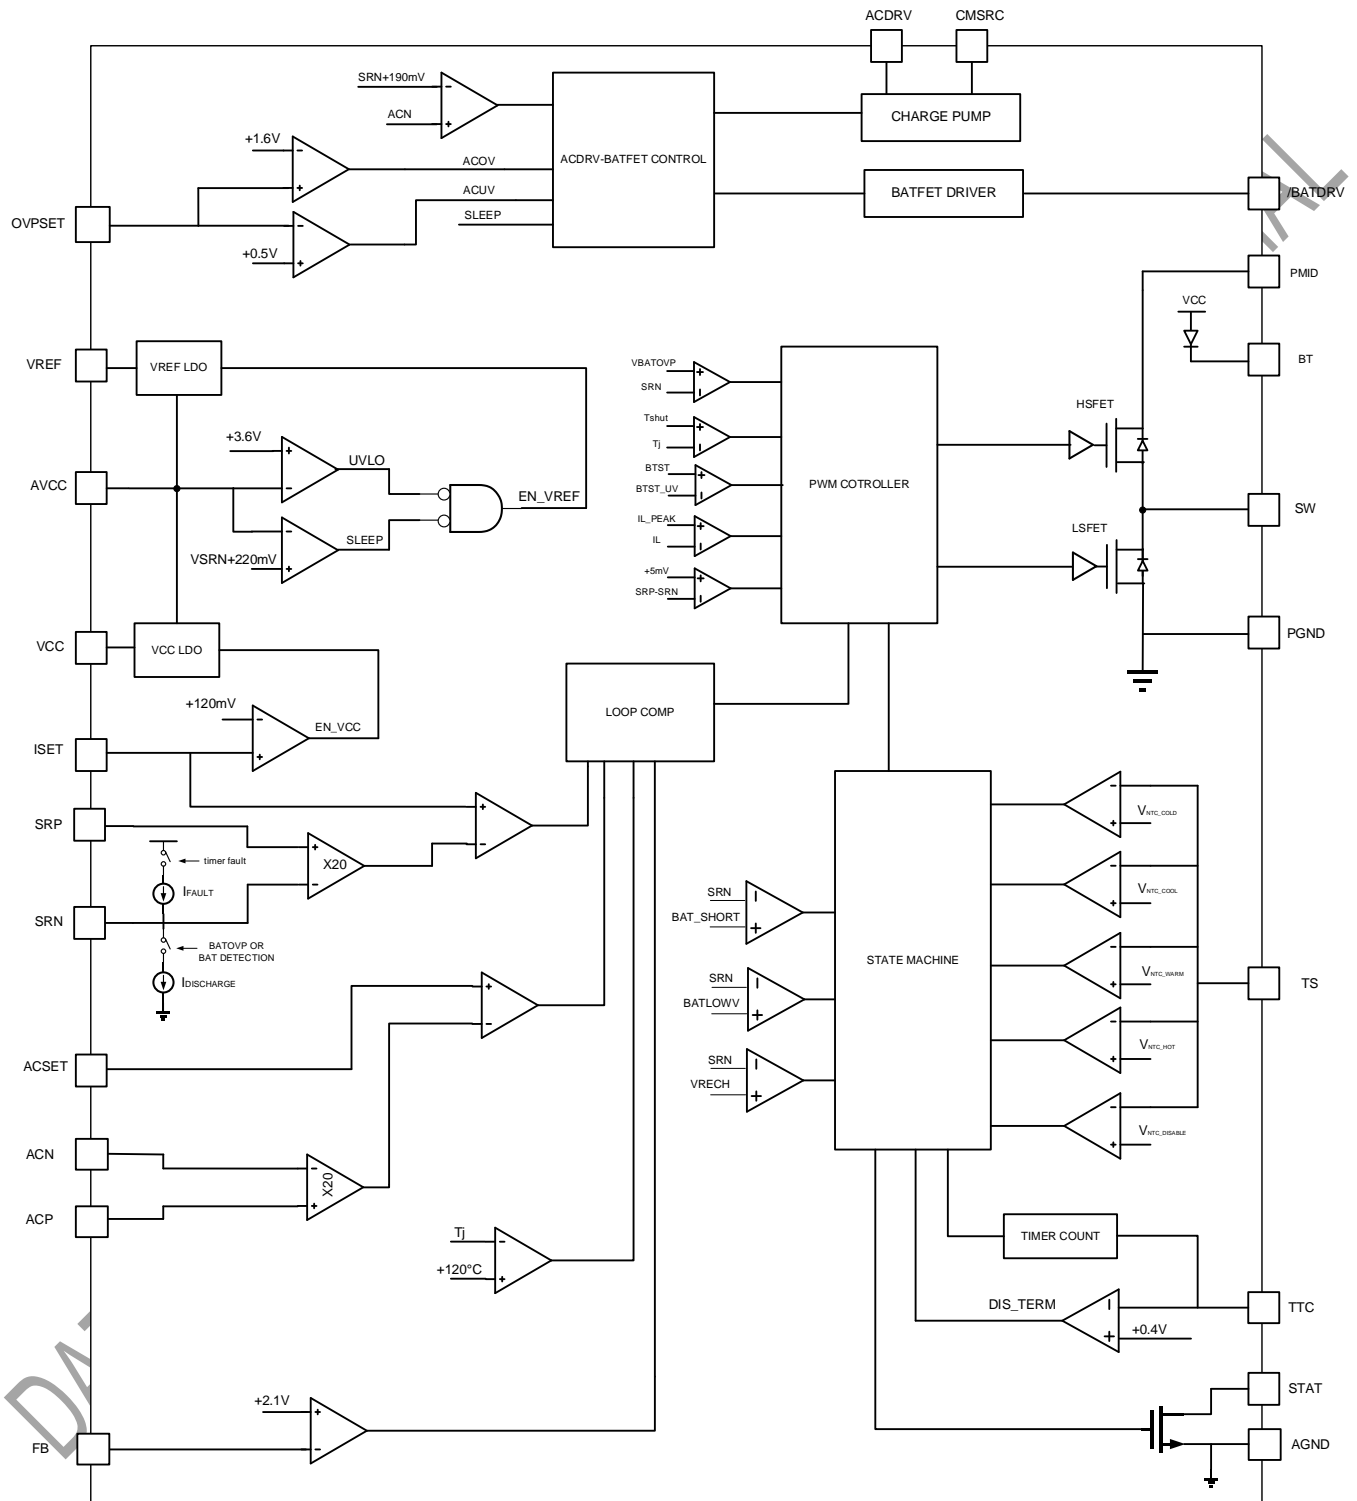 ACDRV
CMSRC
SRN+190mV
ACN
CHARGE PUMP
+1.6V
ACOV
ACDRV-BATFET CONTROL
ACUV
BATFET DRIVER
/BATDRV
OVPSET
SLEEP
+0.5V
PMID
VCC
VREF
VREF LDO
BT
VBATOVP
SRN
HSFET
Tshut
Tj
+3.6V
UVLO
BTST
BTST_UV
PWM COTROLLER
AVCC
EN_VREF
SW
IL_PEAK
IL
LSFET
SLEEP
VSRN+220mV
+5mV
SRP-SRN
VCC
VCC LDO
PGND
+120mV
EN_VCC
LOOP COMP
ISET
SRP
X20
timer fault
IFAULT
SRN
BATOVP OR
BAT DETECTION
IDISCHARGE
VNTC_COLD
VNTC_COOL
SRN
BAT_SHORT
STATE MACHINE
VNTC_WARM
TS
SRN
BATLOWV
VNTC_HOT
SRN
VRECH
ACSET
VNTC_DISABLE
ACN
X20
ACP
Tj
+120°C
TIMER COUNT
DIS_TERM
TTC
+0.4V
STAT
+2.1V
FB
AGND